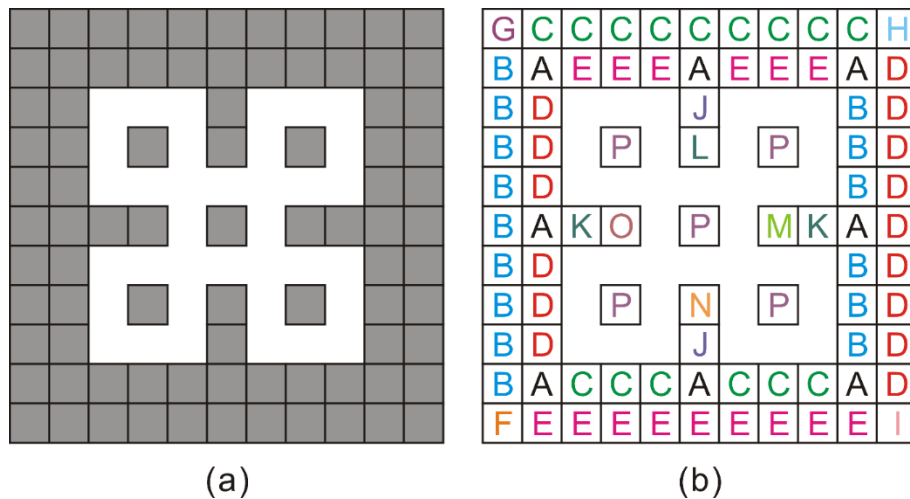 G C C C C C C C C C H
B A E E E A E E E A D
B D J B D
B D P L P B D
B D B D
B A K O P M K A D
B D B D
B D P N P B D
B D J B D
B A C C C A C C C A D
F E E E E E E E E E I
(a) (b)